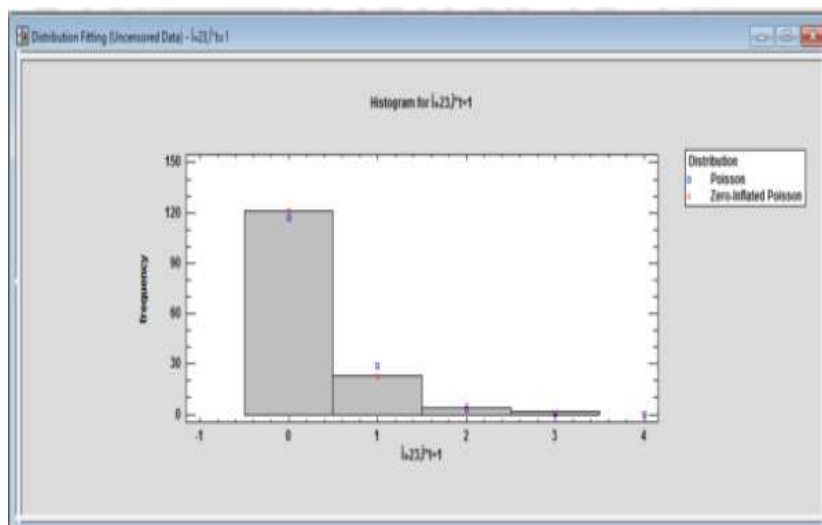 Distribution Fitting (Uncensored Data) -
Histogram for
150
120
90
60
30
0
frequency
-1 0 1 2 3 4
Distribution
Poisson
Zero-Inflated Poisson